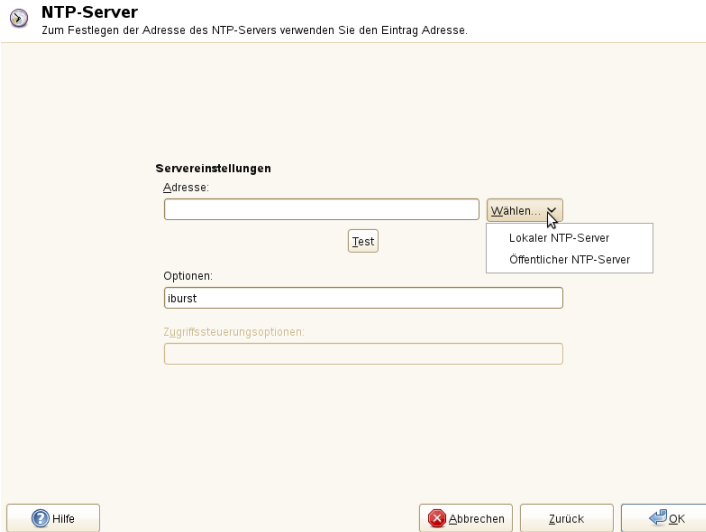 NTP-Server
Zum Festlegen der Adresse des NTP-Servers verwenden Sie den Eintrag Adresse.
Servereinstellungen
Adresse:
Wählen...
Test
Lokaler NTP-Server
Öffentlicher NTP-Server
Optionen:
iburst
Zugriffssteuerungsoptionen:
Hilfe
Abbrechen
Zurück
OK